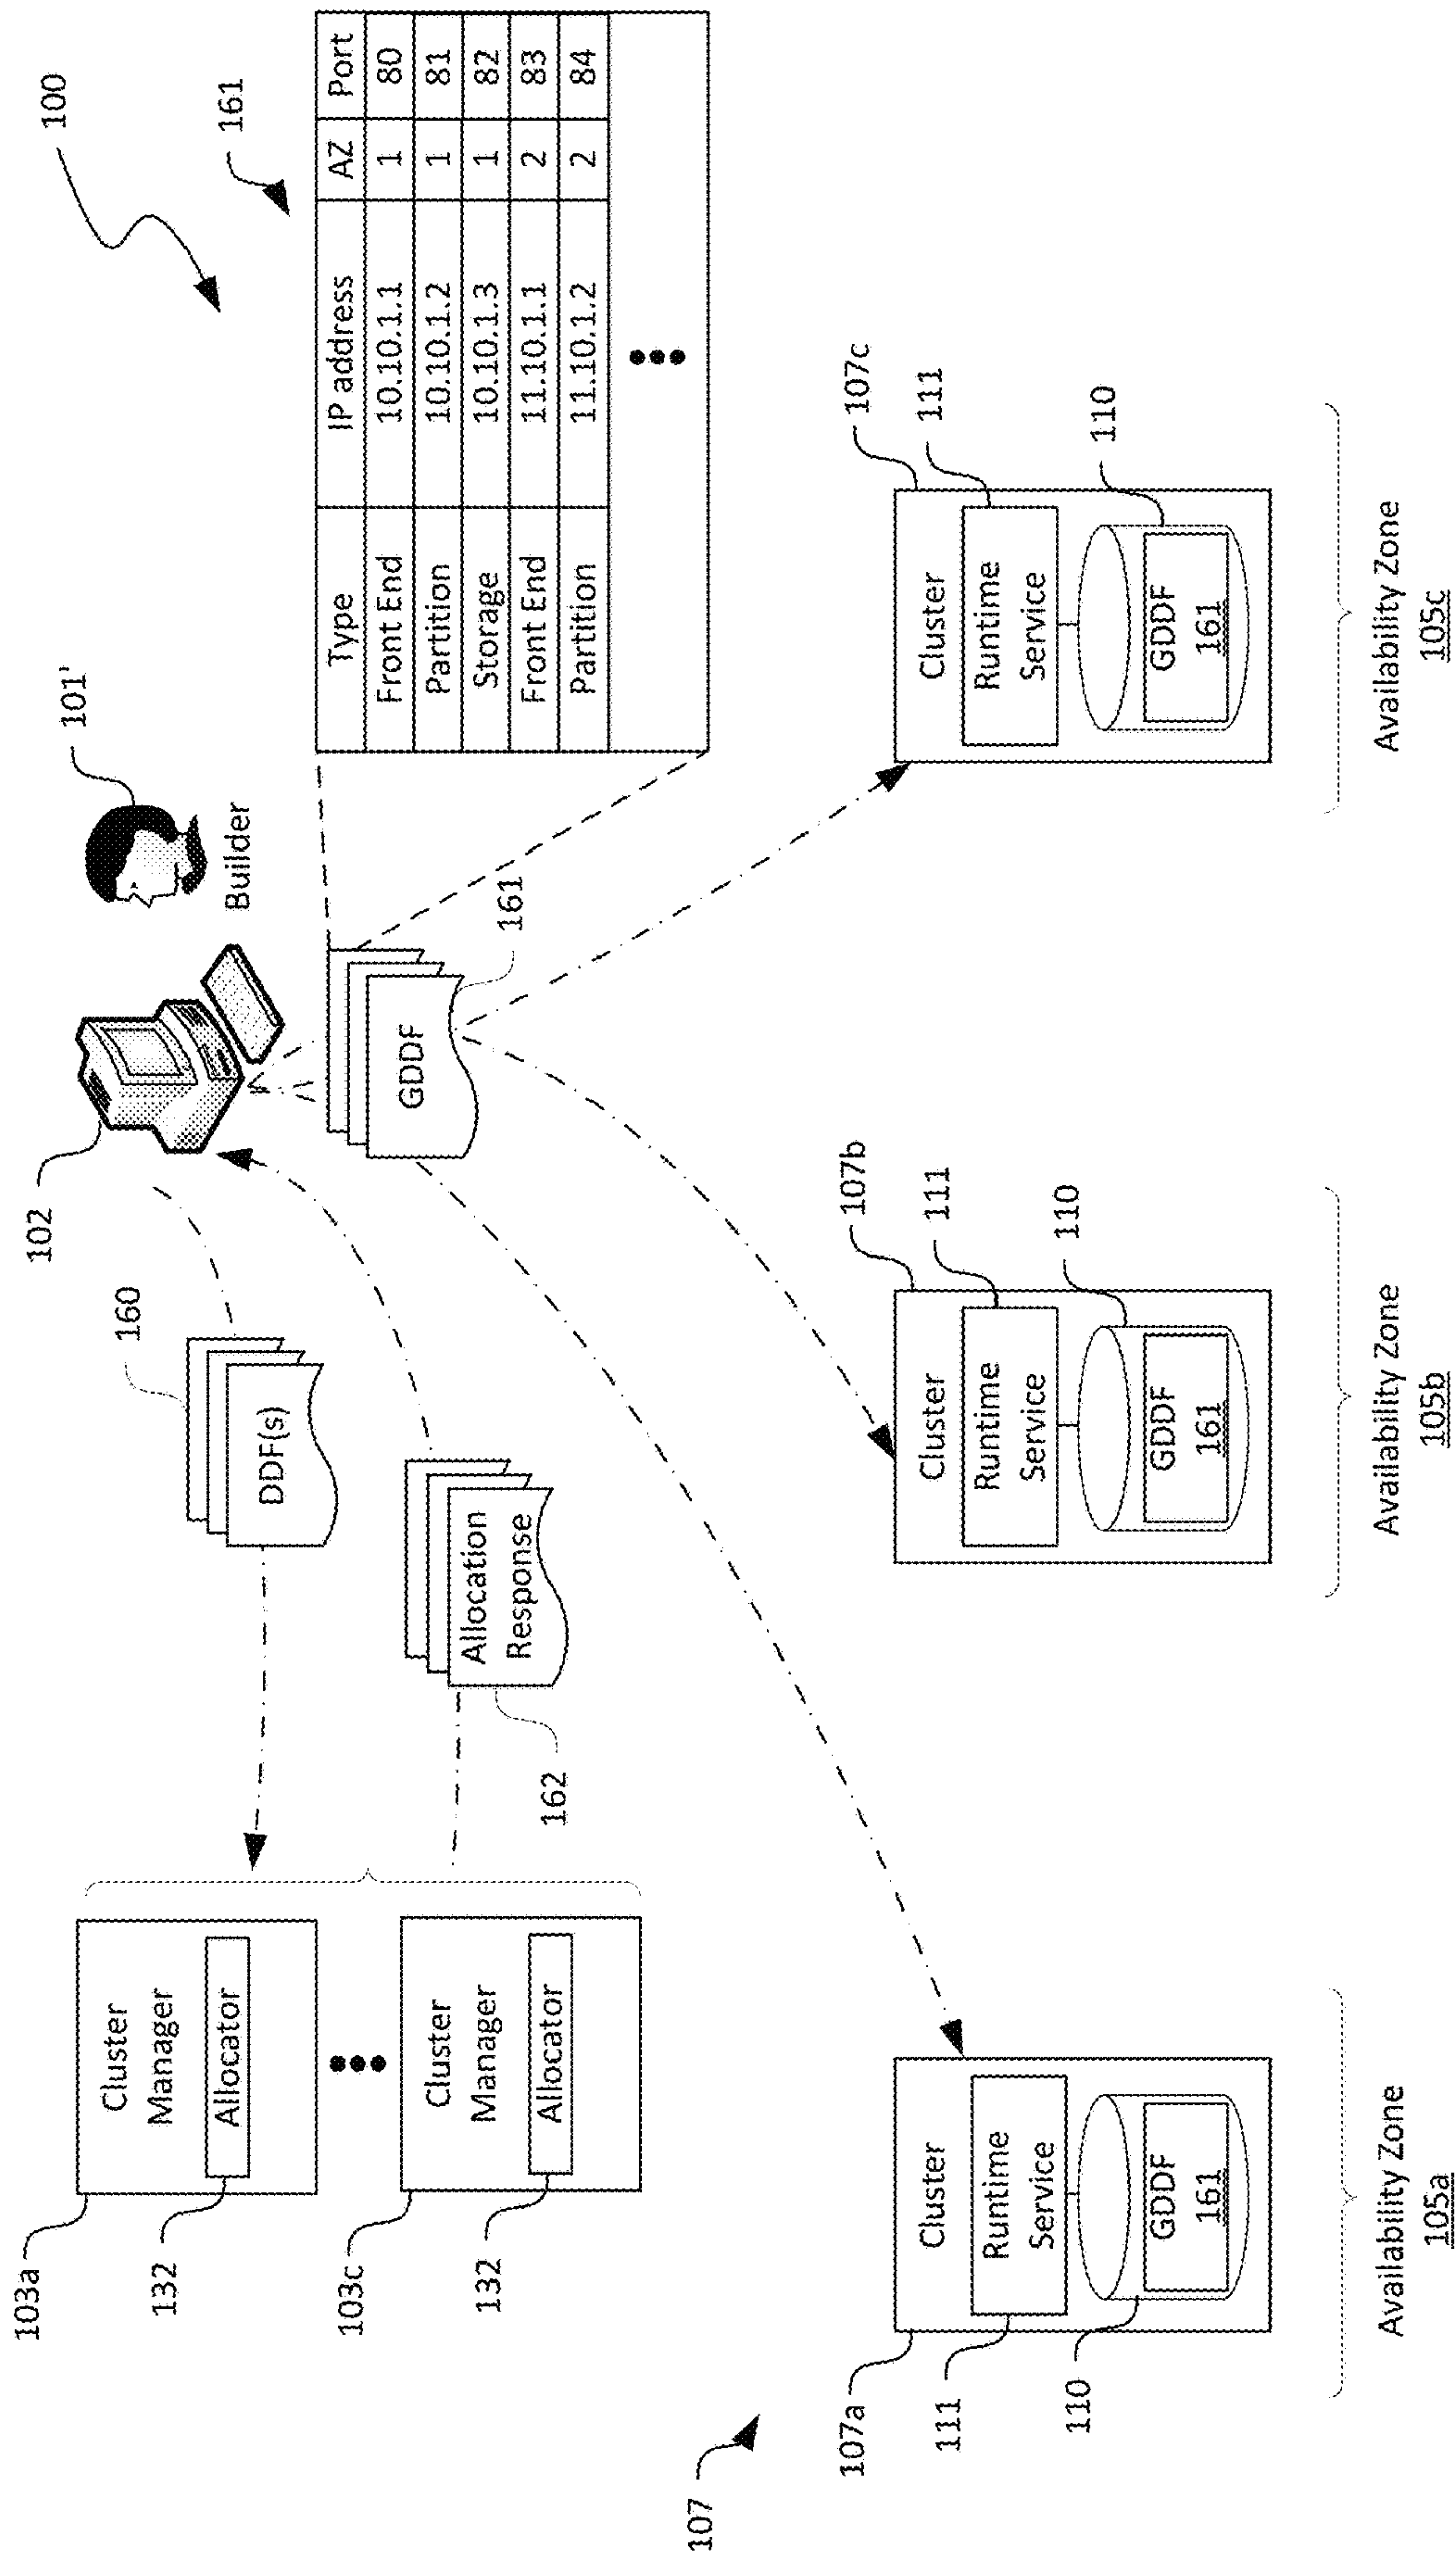 100
101'
161
102
160
Builder
103a
Cluster
Manager
Allocator
132
DDF(s)
Type IP address AZ Port
Front End 10.10.1.1 1 80
Partition 10.10.1.2 1 81
Storage 10.10.1.3 1 82
Front End 11.10.1.1 2 83
Partition 11.10.1.2 2 84
•••
•••
GDDF
161
103c
Cluster
Manager
Allocator
132
Allocation
Response
162
107
107a
Cluster
Runtime
Service
111
GDDF
161
110
Availability Zone
105a
107b
Cluster
Runtime
Service
111
GDDF
161
110
Availability Zone
105b
107c
Cluster
Runtime
Service
111
GDDF
161
110
Availability Zone
105c